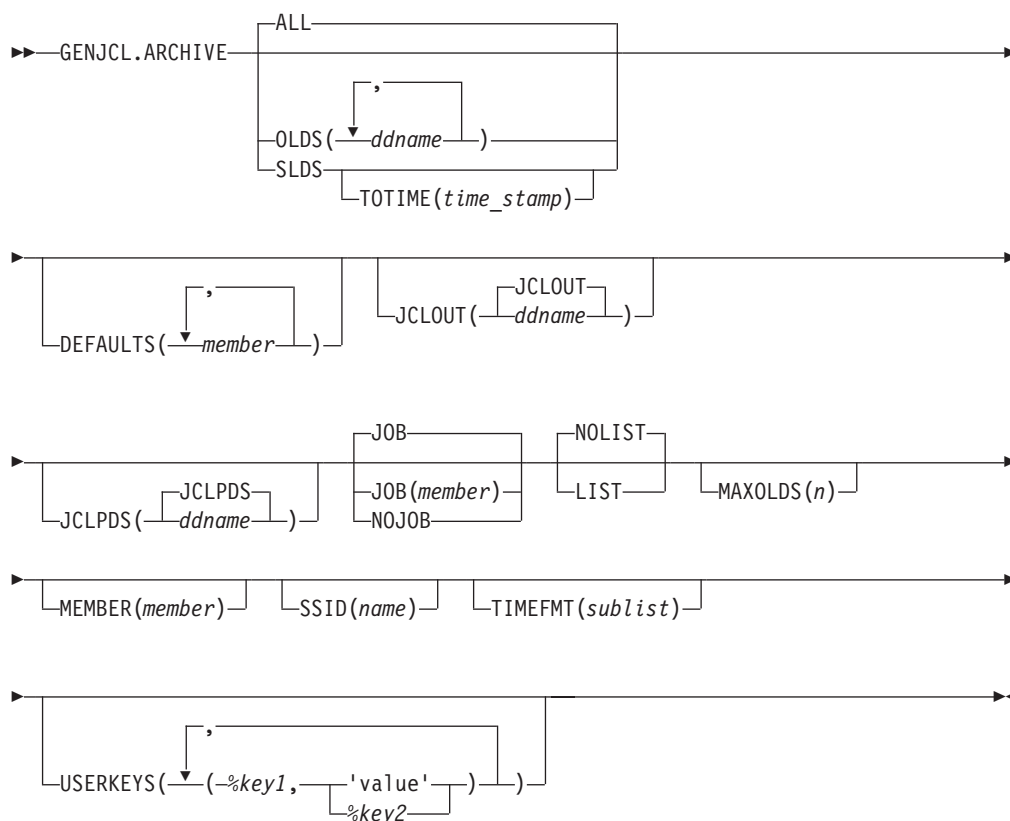 ALL
GENJCL.ARCHIVE
,
OLDS( ddname )
SLDS
TOTIME(time_stamp)
, JCLOUT
JCLOUT( ddname )
DEFAULTS( member )
JOB NOLIST
JCLPDS JOB(member) LIST MAXOLDS(n)
JCLPDS( ddname ) NOJOB
MEMBER(member) SSID(name) TIMEFMT(sublist)
,
USERKEYS( (%key1, 'value' ) )
%key2